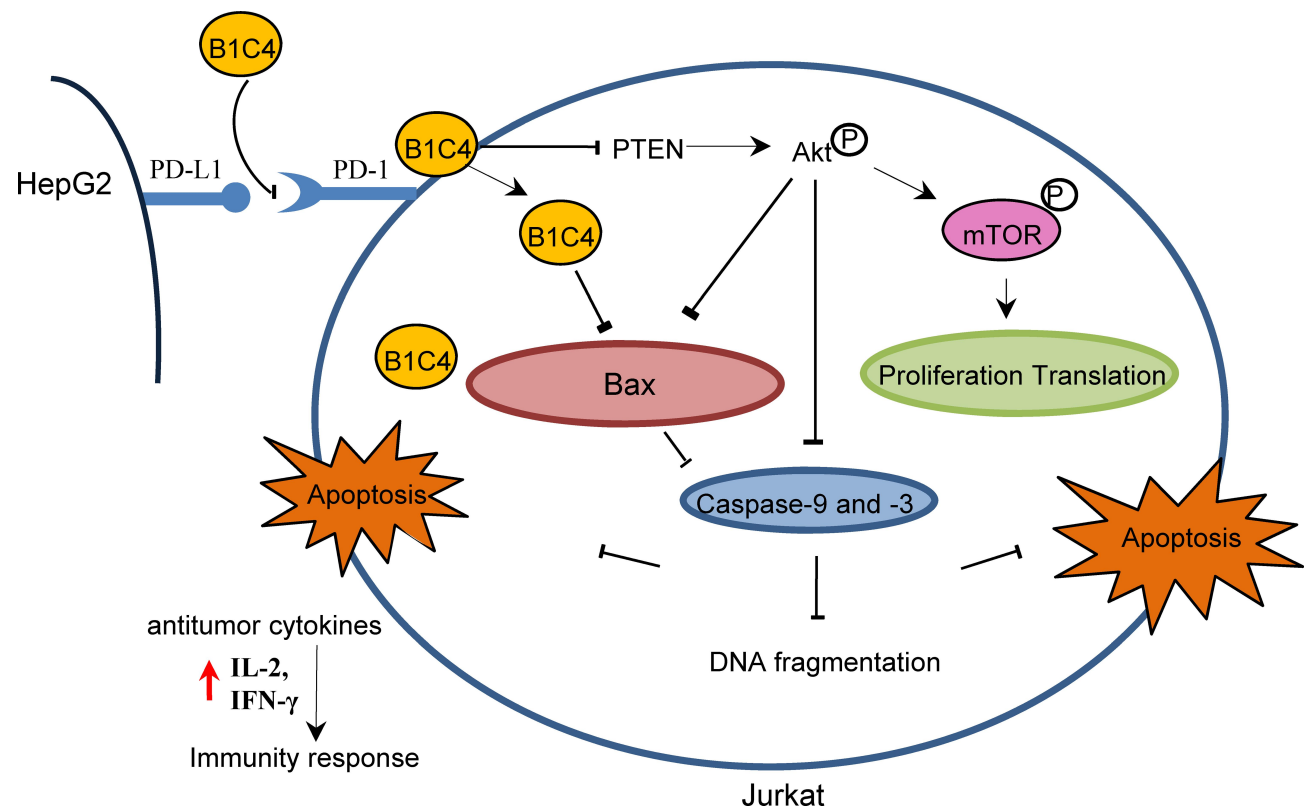 B1C4
HepG2
PD-L1
PD-1
B1C4
PTEN
Akt
P
B1C4
P
mTOR
B1C4
Bax
Proliferation Translation
Apoptosis
Caspase-9 and -3
Apoptosis
antitumor cytokines
IL-2,
IFN-γ
Immunity response
DNA fragmentation
Jurkat